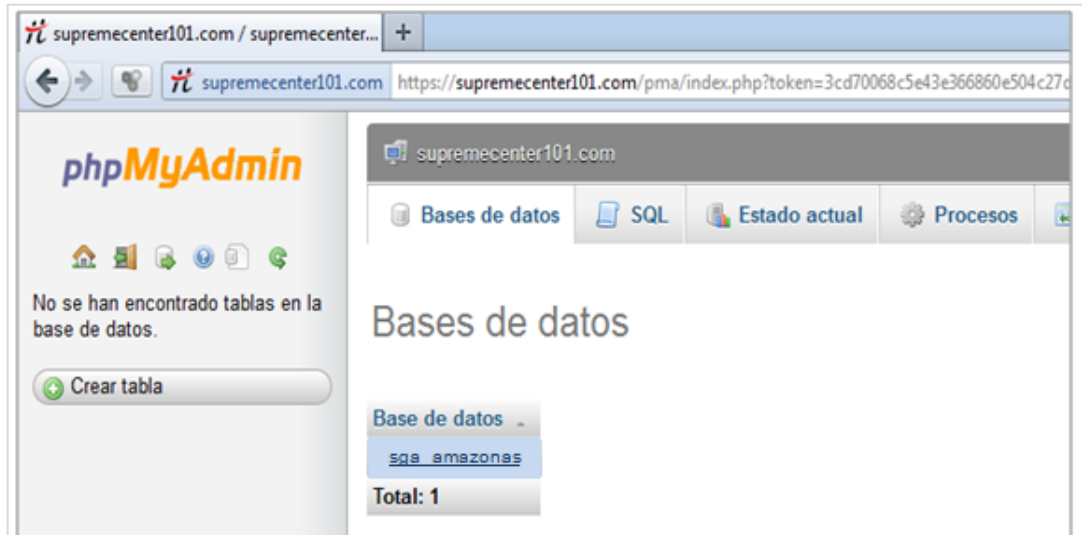 supremecenter101.com / supremecenter...
supremecenter101.com https://supremecenter101.com/pma/index.php?token=3cd70068c5e43e366860e504c27c
phpMyAdmin
No se han encontrado tablas en la
base de datos.
Crear tabla
supremecenter101.com
Bases de datos SQL Estado actual Procesos
Bases de datos
Base de datos
sga_amazonas
Total: 1